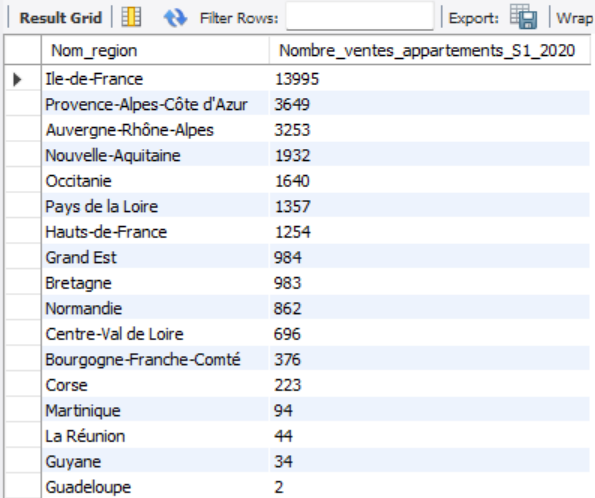 Result Grid Filter Rows: Export: Wrap
Nom_region Nombre_ventes_appartements_S1_2020
Ile-de-France 13995
Provence-Alpes-Côte d'Azur 3649
Auvergne-Rhône-Alpes 3253
Nouvelle-Aquitaine 1932
Occitanie 1640
Pays de la Loire 1357
Hauts-de-France 1254
Grand Est 984
Bretagne 983
Normandie 862
Centre-Val de Loire 696
Bourgogne-Franche-Comté 376
Corse 223
Martinique 94
La Réunion 44
Guyane 34
Guadeloupe 2